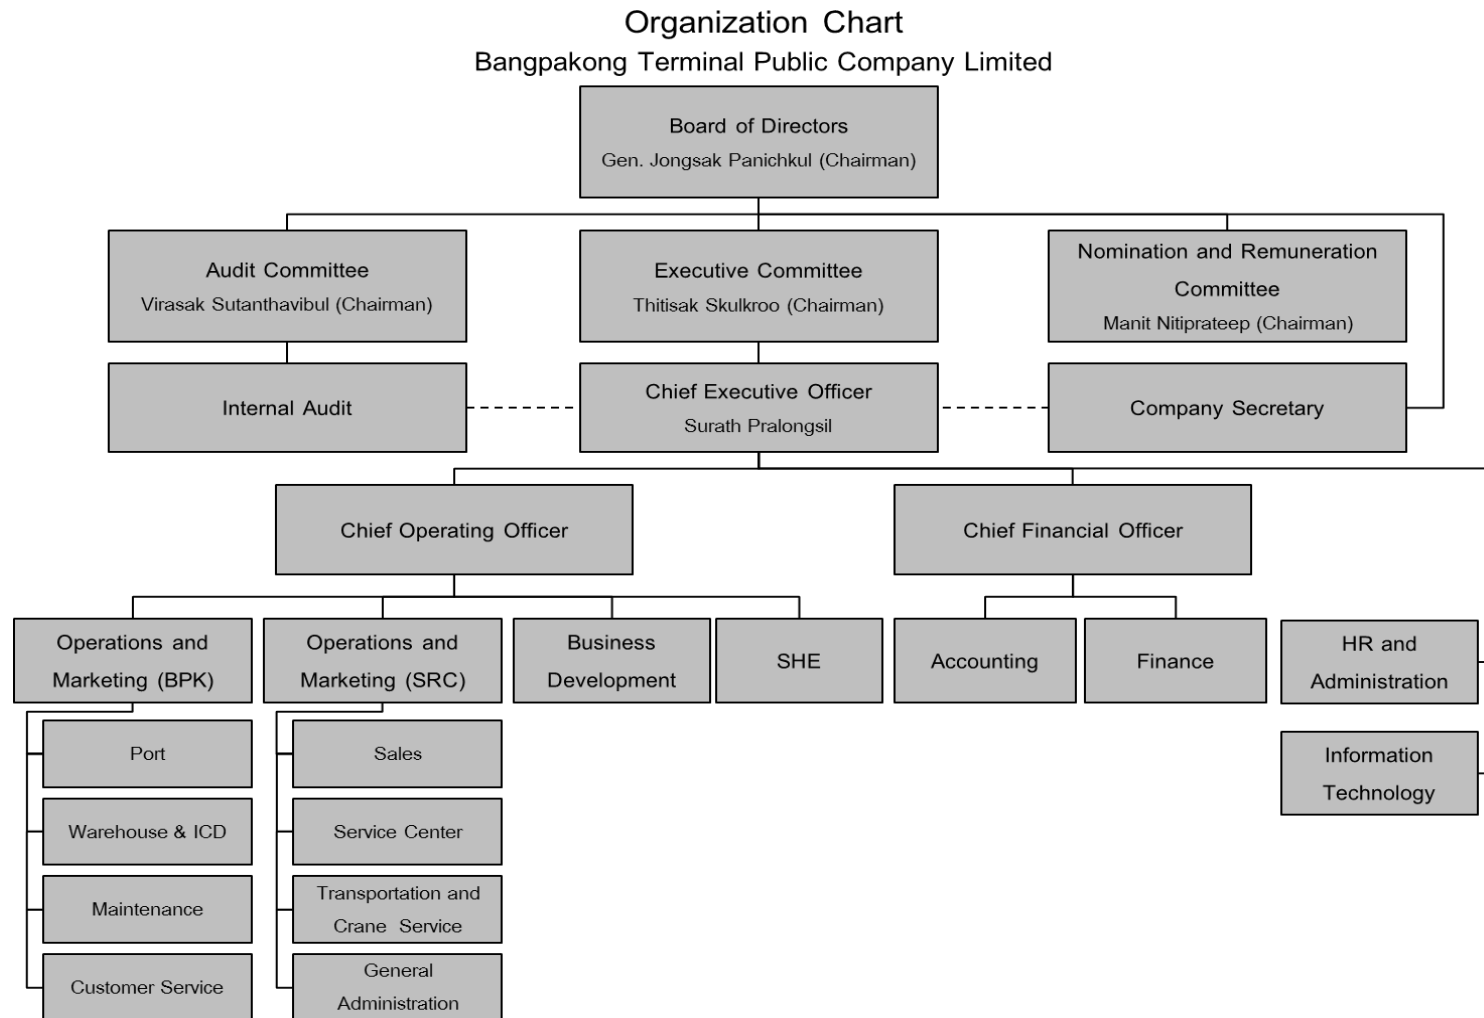 Organization Chart
Bangpakong Terminal Public Company Limited
Board of Directors
Gen. Jongsak Panichkul (Chairman)
Audit Committee
Virasak Sutanthavibul (Chairman)
Executive Committee
Thitisak Skulkroo (Chairman)
Nomination and Remuneration
Committee
Manit Nitiprateep (Chairman)
Internal Audit
Chief Executive Officer
Surath Pralongsil
Company Secretary
Chief Operating Officer
Chief Financial Officer
Operations and
Marketing (BPK)
Operations and
Marketing (SRC)
Business
Development
SHE
Accounting
Finance
HR and
Administration
Port
Warehouse & ICD
Maintenance
Customer Service
Sales
Service Center
Transportation and
Crane Service
General
Administration
Information
Technology